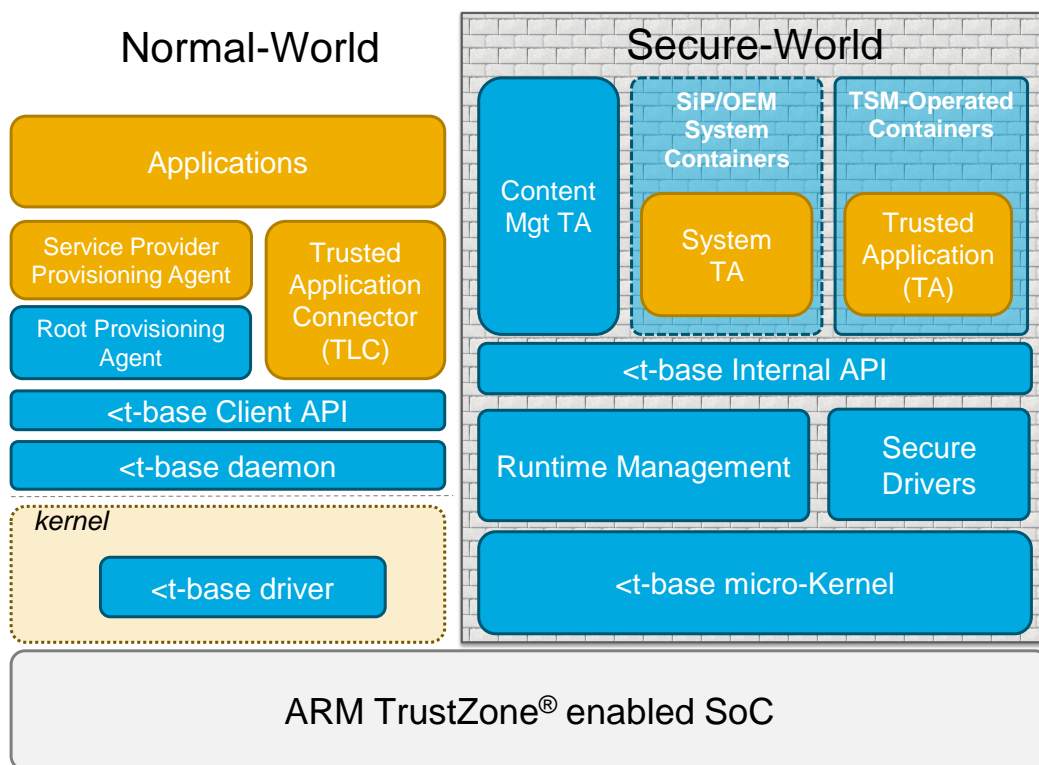 Normal-World
Applications
Service Provider
Provisioning Agent
Root Provisioning
Agent
Trusted
Application
Connector
(TLC)
<t-base Client API
<t-base daemon
kernel
<t-base driver
Secure-World
Content
Mgt TA
SiP/OEM
System
Containers
System
TA
TSM-Operated
Containers
Trusted
Application
(TA)
<t-base Internal API
Runtime Management
Secure
Drivers
<t-base micro-Kernel
ARM TrustZone® enabled SoC